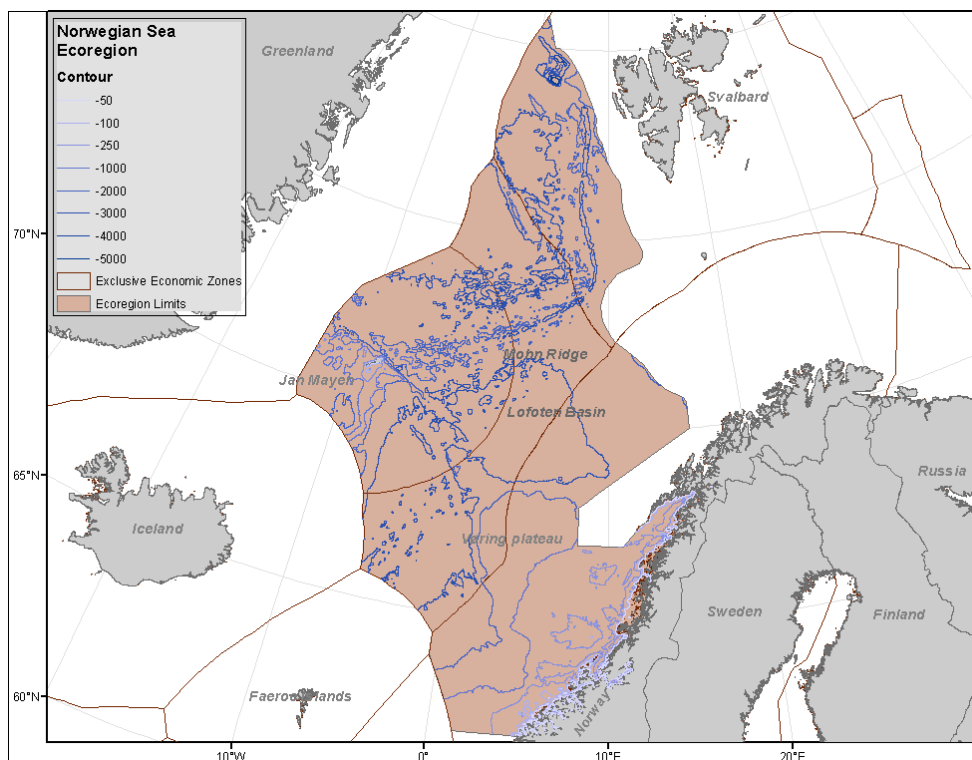 Norwegian Sea
Ecoregion
Contour
-50
-100
-250
-1000
-2000
-3000
-4000
-5000
Exclusive Economic Zones
Ecoregion Limits
Greenland
Svalbard
70°N
Mohn Ridge
Jan Mayen
Lofoten Basin
65°N
Russia
Iceland
Vøring plateau
Sweden
Finland
60°N
Faeroe Islands
Norway
10°W
0°
10°E
20°E